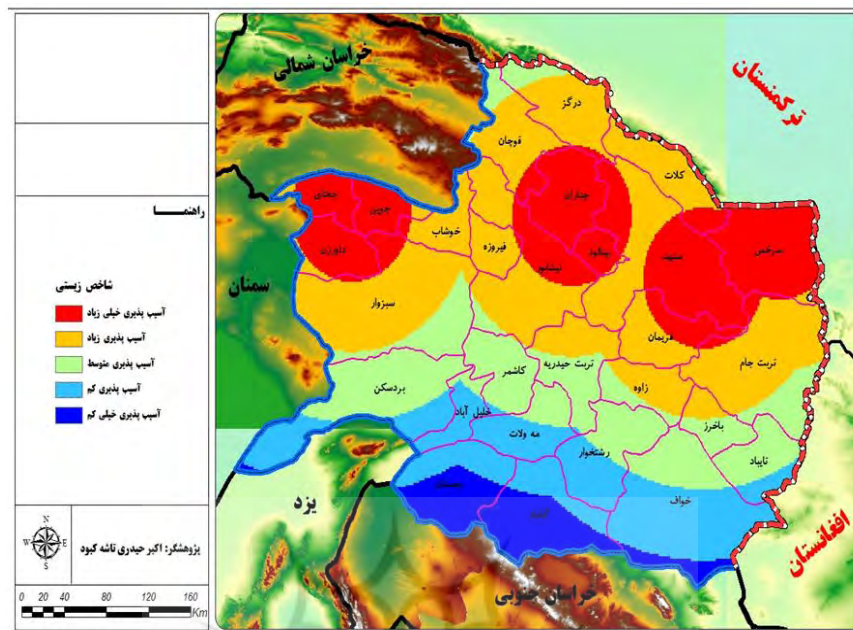 راهنمـــــا
شاخص زیستی
آسیب پذیری خیلی زیاد
آسیب پذیری زیاد
آسیب پذیری متوسط
آسیب پذیری کم
آسیب پذیری خیلی کم
N
W E
S
پژوهشگر: اکبر حیدری تاشه کبود
0 20 40 80 120 160
Km
خراسان شمالی
ترکمنستان
درگز
قوچان
کلات
چناران
جغتای
جوین
خوشاب
فیروزه
نیشابور
بینالود
مشهد
سرخس
داورزن
سمنان
سبزوار
فریمان
تربت جام
تربت حیدریه
کاشمر
زاوه
بردسکن
خلیل آباد
باخرز
مه ولات
رشتخوار
تایباد
خواف
یزد
افغانستان
خراسان جنوبی